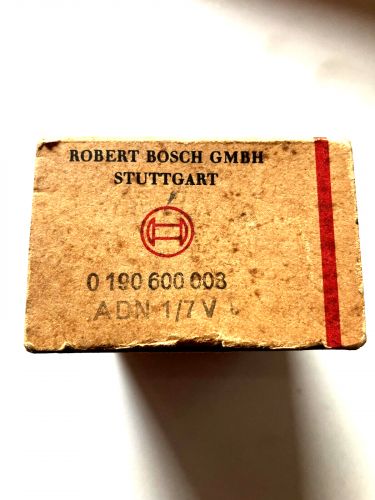 ROBERT BOSCH GMBH
STUTTGART
0 190 600 003
ADN 1/7 V